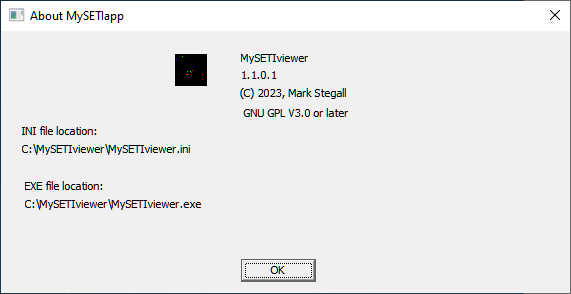 About MySETIapp
MySETIviewer
1.1.0.1
(C) 2023, Mark Stegall
GNU GPL V3.0 or later
INI file location:
C:\MySETIviewer\MySETIviewer.ini
EXE file location:
C:\MySETIviewer\MySETIviewer.exe
OK